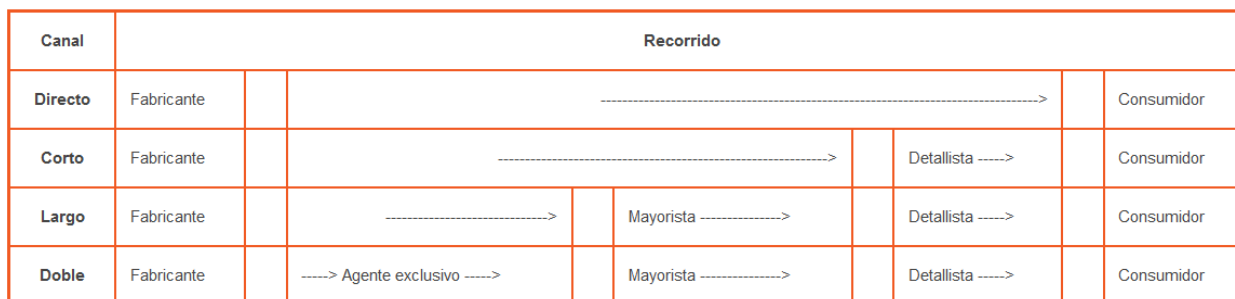 Canal Recorrido
Directo Fabricante --------------------------------------------------------------------------------> Consumidor
Corto Fabricante ------------------------------------------------------------> Detallista -----> Consumidor
Largo Fabricante ------------------------------> Mayorista ---------------> Detallista -----> Consumidor
Doble Fabricante -----> Agente exclusivo -----> Mayorista ---------------> Detallista -----> Consumidor